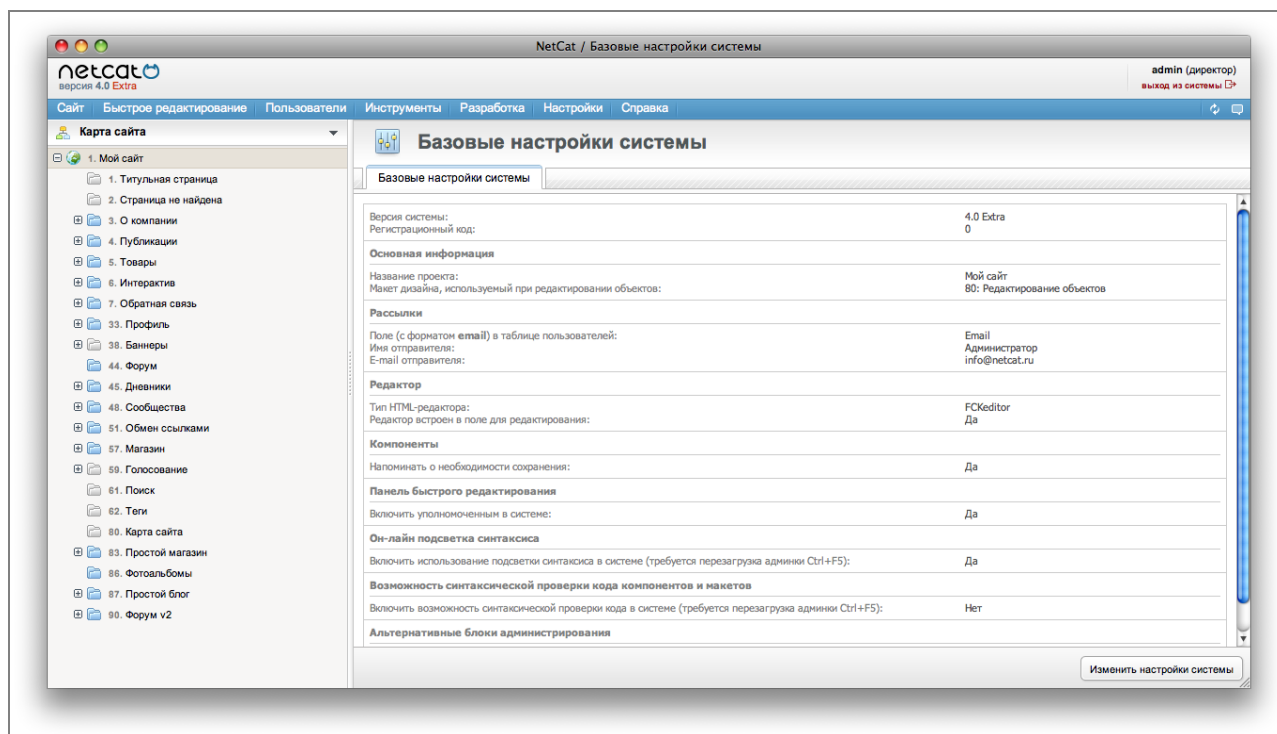 NetCat / Базовые настройки системы
netcat
версия 4.0 Extra
admin (директор)
выход из системы
Сайт Быстрое редактирование Пользователи Инструменты Разработка Настройки Справка
Карта сайта
1. Мой сайт
1. Титульная страница
2. Страница не найдена
3. О компании
4. Публикации
5. Товары
6. Интерактив
7. Обратная связь
33. Профиль
38. Баннеры
44. Форум
45. Дневники
48. Сообщества
51. Обмен ссылками
57. Магазин
59. Голосование
61. Поиск
62. Теги
80. Карта сайта
83. Простой магазин
86. Фотоальбомы
87. Простой блог
90. Форум v2
Базовые настройки системы
Базовые настройки системы
Версия системы: 4.0 Extra
Регистрационный код: 0
Основная информация
Название проекта: Мой сайт
Макет дизайна, используемый при редактировании объектов: 80: Редактирование объектов
Рассылки
Поле (с форматом email) в таблице пользователей: Email
Имя отправителя: Администратор
E-mail отправителя: info@netcat.ru
Редактор
Тип HTML-редактора: FCKeditor
Редактор встроен в поле для редактирования: Да
Компоненты
Напоминать о необходимости сохранения: Да
Панель быстрого редактирования
Включить уполномоченным в системе: Да
Он-лайн подсветка синтаксиса
Включить использование подсветки синтаксиса в системе (требуется перезагрузка админки Ctrl+F5): Да
Возможность синтаксической проверки кода компонентов и макетов
Включить возможность синтаксической проверки кода в системе (требуется перезагрузка админки Ctrl+F5): Нет
Альтернативные блоки администрирования
Изменить настройки системы